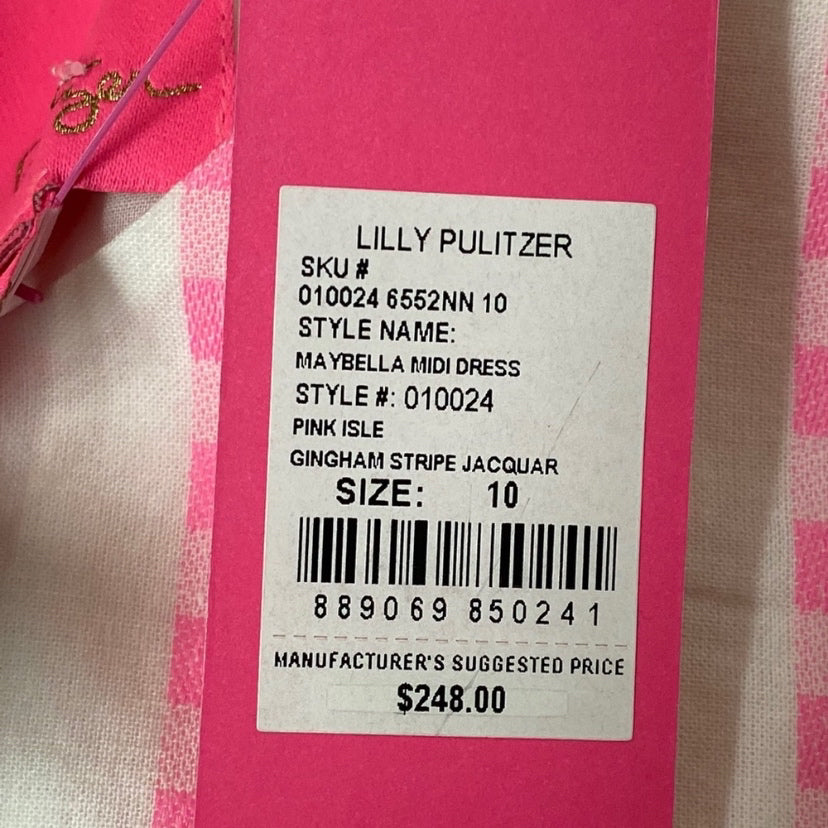 LILLY PULITZER
SKU #
010024 6552NN 10
STYLE NAME:
MAYBELLA MIDI DRESS
STYLE #: 010024
PINK ISLE
GINGHAM STRIPE JACQUAR
SIZE: 10
889069 850241
MANUFACTURER'S SUGGESTED PRICE
$248.00